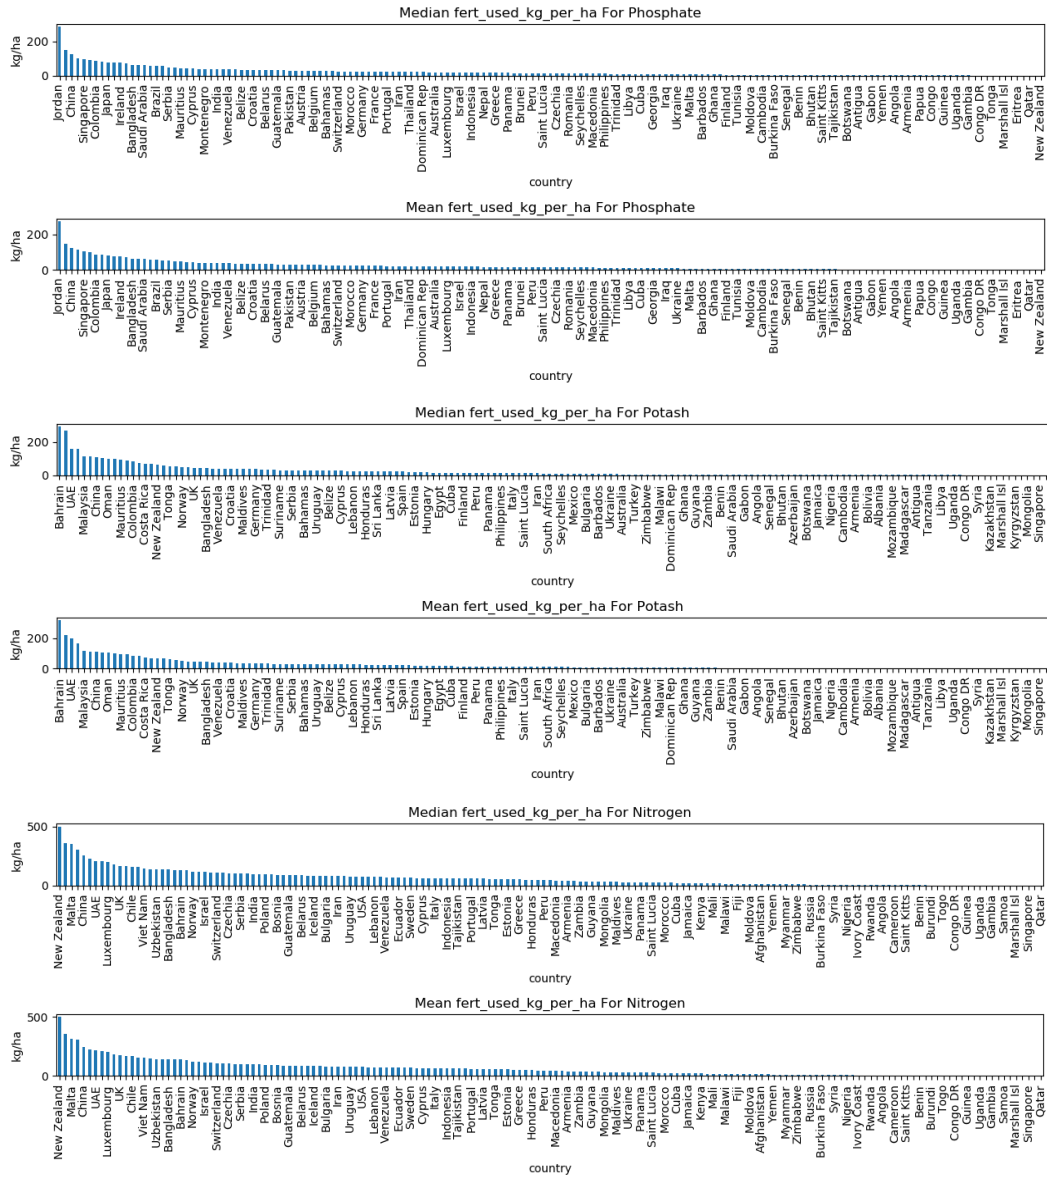 Median fert_used_kg_per_ha For Phosphate
200
0
kg/ha
Jordan China Singapore Colombia Japan Ireland Bangladesh Saudi Arabia Brazil Serbia Mauritius Cyprus Montenegro India Venezuela Belize Croatia Belarus Guatemala Pakistan Austria Belgium Bahamas Switzerland Morocco Germany France Portugal Iran Thailand Dominican Rep Australia Luxembourg Israel Indonesia Nepal Greece Panama Brunei Peru Saint Lucia Czechia Romania Seychelles Macedonia Philippines Trinidad Libya Cuba Georgia Iraq Ukraine Malta Barbados Ghana Finland Tunisia Moldova Cambodia Burkina Faso Senegal Benin Bhutan Saint Kitts Tajikistan Botswana Antigua Gabon Yemen Angola Armenia Papua Congo Guinea Uganda Gambia Congo DR Tonga Marshall Isl Eritrea Qatar New Zealand
country
Mean fert_used_kg_per_ha For Phosphate
200
0
kg/ha
Jordan China Singapore Colombia Japan Ireland Bangladesh Saudi Arabia Brazil Serbia Mauritius Cyprus Montenegro India Venezuela Belize Croatia Belarus Guatemala Pakistan Austria Belgium Bahamas Switzerland Morocco Germany France Portugal Iran Thailand Dominican Rep Australia Luxembourg Israel Indonesia Nepal Greece Panama Brunei Peru Saint Lucia Czechia Romania Seychelles Macedonia Philippines Trinidad Libya Cuba Georgia Iraq Ukraine Malta Barbados Ghana Finland Tunisia Moldova Cambodia Burkina Faso Senegal Benin Bhutan Saint Kitts Tajikistan Botswana Antigua Gabon Yemen Angola Armenia Papua Congo Guinea Uganda Gambia Congo DR Tonga Marshall Isl Eritrea Qatar New Zealand
country
Median fert_used_kg_per_ha For Potash
200
0
kg/ha
Bahrain UAE Malaysia China Oman Mauritius Colombia Costa Rica New Zealand Tonga Norway UK Bangladesh Venezuela Croatia Maldives Germany Trinidad Suriname Serbia Bahamas Uruguay Belize Cyprus Lebanon Honduras Sri Lanka Latvia Spain Estonia Hungary Egypt Cuba Finland Peru Panama Philippines Italy Saint Lucia Iran South Africa Seychelles Mexico Bulgaria Barbados Ukraine Australia Turkey Zimbabwe Malawi Dominican Rep Ghana Guyana Zambia Benin Saudi Arabia Gabon Angola Senegal Bhutan Azerbaijan Botswana Jamaica Nigeria Cambodia Armenia Bolivia Albania Mozambique Madagascar Antigua Tanzania Libya Uganda Congo DR Syria Kazakhstan Marshall Isl Kyrgyzstan Mongolia Singapore
country
Mean fert_used_kg_per_ha For Potash
200
0
kg/ha
Bahrain UAE Malaysia China Oman Mauritius Colombia Costa Rica New Zealand Tonga Norway UK Bangladesh Venezuela Croatia Maldives Germany Trinidad Suriname Serbia Bahamas Uruguay Belize Cyprus Lebanon Honduras Sri Lanka Latvia Spain Estonia Hungary Egypt Cuba Finland Peru Panama Philippines Italy Saint Lucia Iran South Africa Seychelles Mexico Bulgaria Barbados Ukraine Australia Turkey Zimbabwe Malawi Dominican Rep Ghana Guyana Zambia Benin Saudi Arabia Gabon Angola Senegal Bhutan Azerbaijan Botswana Jamaica Nigeria Cambodia Armenia Bolivia Albania Mozambique Madagascar Antigua Tanzania Libya Uganda Congo DR Syria Kazakhstan Marshall Isl Kyrgyzstan Mongolia Singapore
country
Median fert_used_kg_per_ha For Nitrogen
500
0
kg/ha
New Zealand Malta China UAE Luxembourg UK Chile Viet Nam Uzbekistan Bangladesh Bahrain Norway Israel Switzerland Czechia Serbia India Poland Bosnia Guatemala Belarus Iceland Bulgaria Iran Uruguay USA Lebanon Venezuela Ecuador Sweden Cyprus Italy Indonesia Tajikistan Portugal Latvia Tonga Estonia Greece Honduras Peru Macedonia Armenia Zambia Guyana Mongolia Maldives Ukraine Panama Saint Lucia Morocco Cuba Jamaica Kenya Mali Malawi Fiji Moldova Afghanistan Yemen Myanmar Zimbabwe Russia Burkina Faso Syria Nigeria Ivory Coast Rwanda Angola Cameroon Saint Kitts Benin Burundi Togo Congo DR Guinea Uganda Gambia Samoa Marshall Isl Singapore Qatar
country
Mean fert_used_kg_per_ha For Nitrogen
500
0
kg/ha
New Zealand Malta China UAE Luxembourg UK Chile Viet Nam Uzbekistan Bangladesh Bahrain Norway Israel Switzerland Czechia Serbia India Poland Bosnia Guatemala Belarus Iceland Bulgaria Iran Uruguay USA Lebanon Venezuela Ecuador Sweden Cyprus Italy Indonesia Tajikistan Portugal Latvia Tonga Estonia Greece Honduras Peru Macedonia Armenia Zambia Guyana Mongolia Maldives Ukraine Panama Saint Lucia Morocco Cuba Jamaica Kenya Mali Malawi Fiji Moldova Afghanistan Yemen Myanmar Zimbabwe Russia Burkina Faso Syria Nigeria Ivory Coast Rwanda Angola Cameroon Saint Kitts Benin Burundi Togo Congo DR Guinea Uganda Gambia Samoa Marshall Isl Singapore Qatar
country